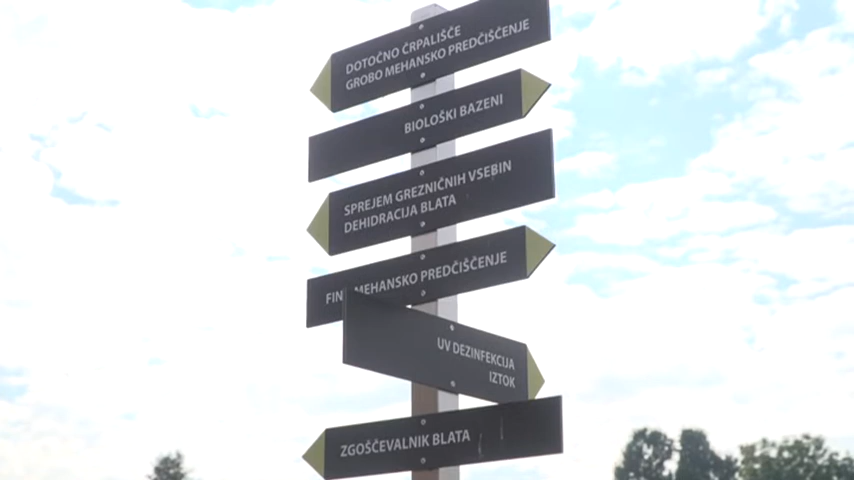 DOTOČNO ČRPALIŠČE
GROBO MEHANSKO PREDČIŠČENJE
BIOLOŠKI BAZENI
SPREJEM GREZNIČNIH VSEBIN
DEHIDRACIJA BLATA
FINO MEHANSKO PREDČIŠČENJE
UV DEZINFEKCIJA
IZTOK
ZGOŠČEVALNIK BLATA